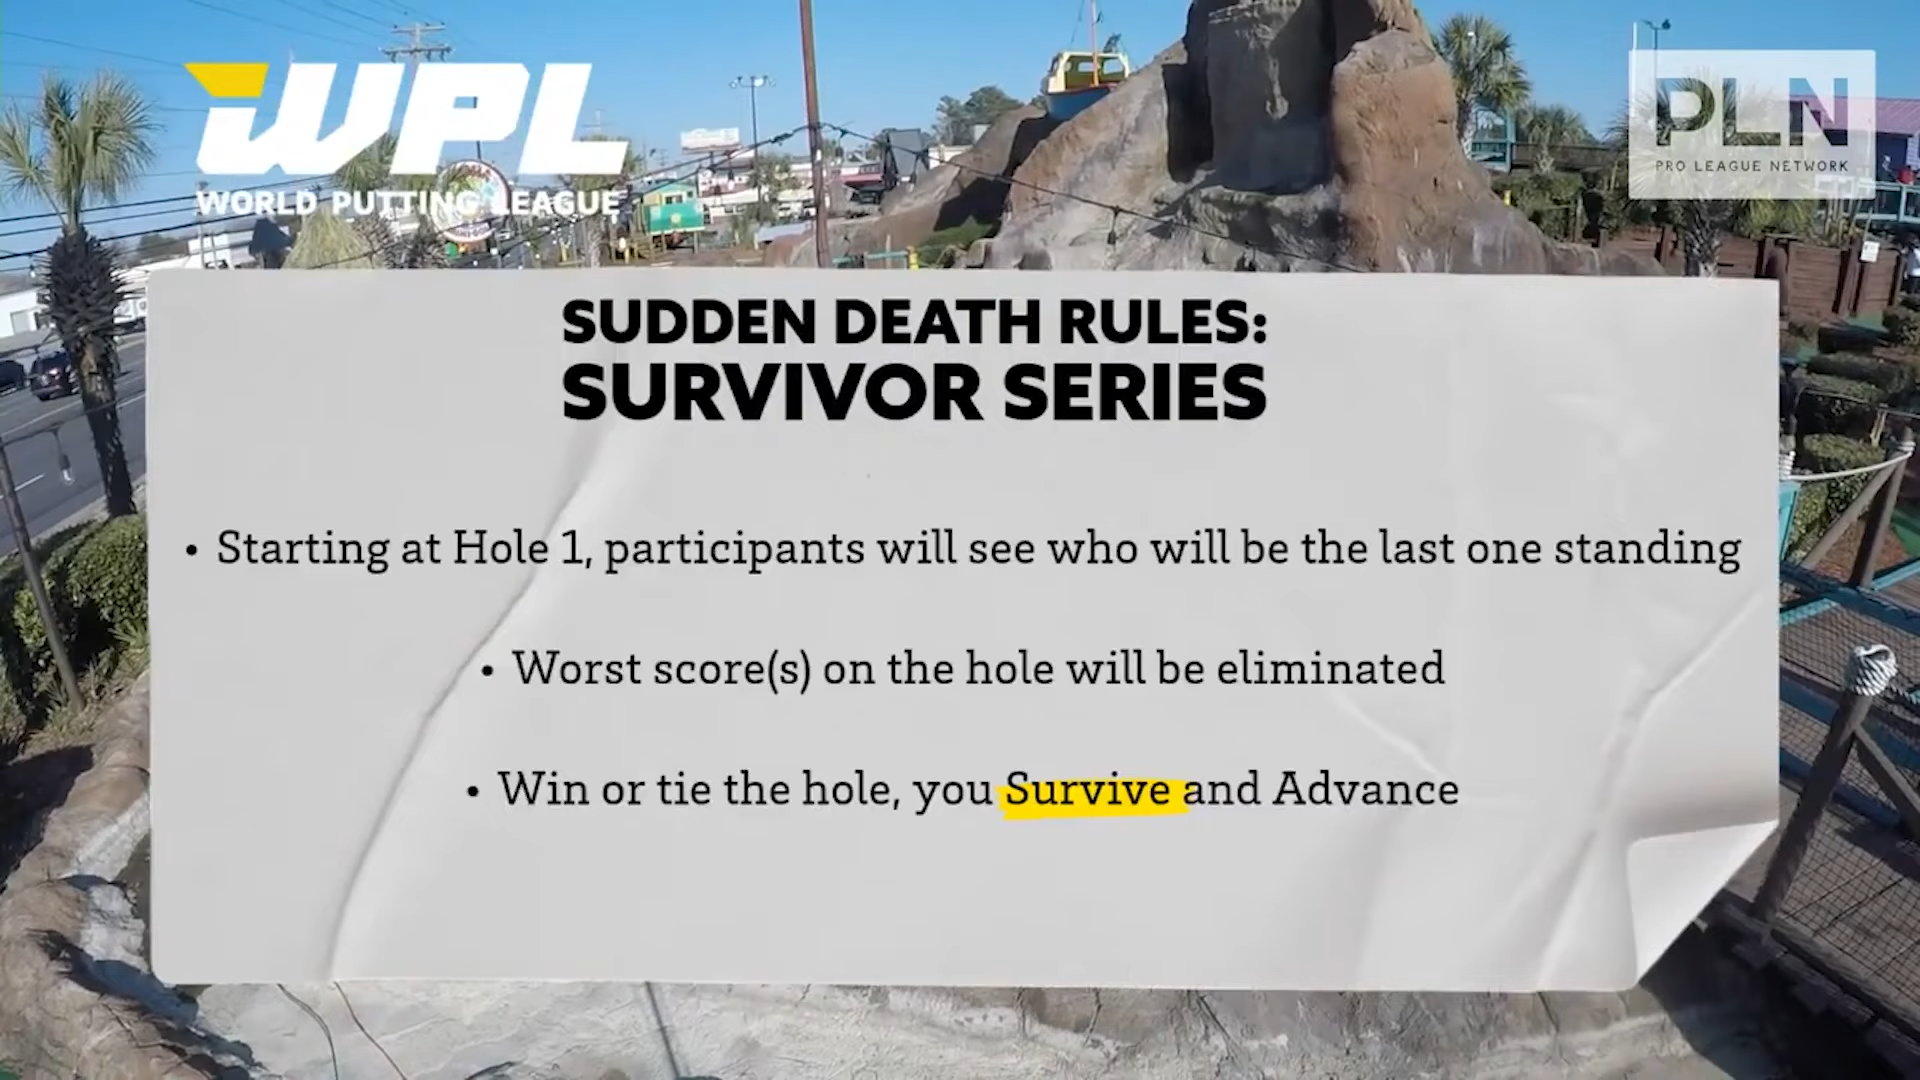 WPL
WORLD PUTTING LEAGUE
PLN
PRO LEAGUE NETWORK
SUDDEN DEATH RULES:
SURVIVOR SERIES
• Starting at Hole 1, participants will see who will be the last one standing
• Worst score(s) on the hole will be eliminated
• Win or tie the hole, you Survive and Advance